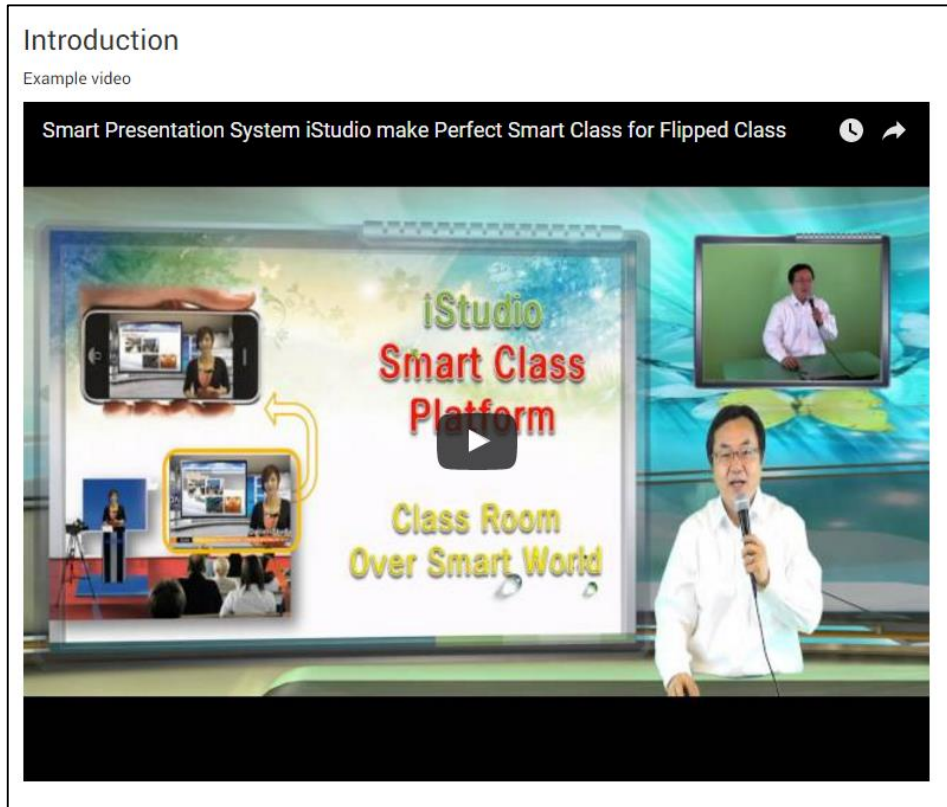 Introduction
Example video
Smart Presentation System iStudio make Perfect Smart Class for Flipped Class
iStudio
Smart Class
Platform
Class Room
Over Smart World